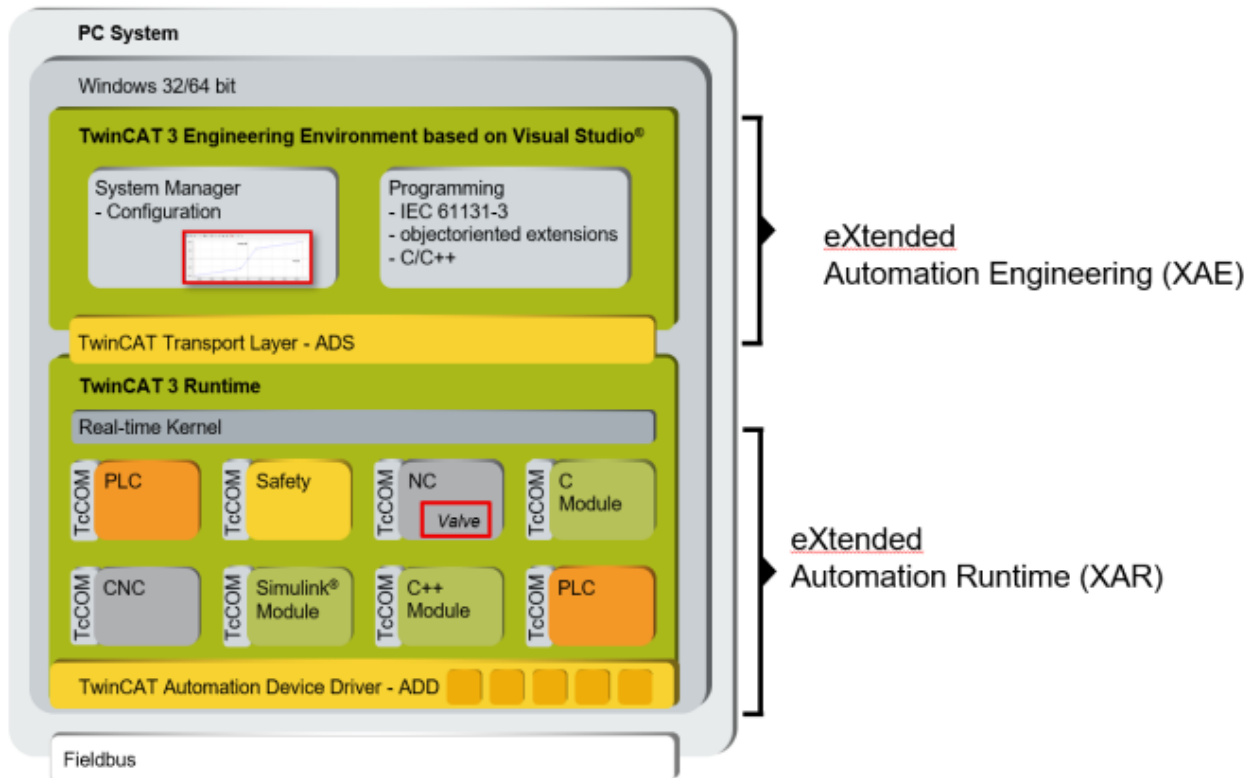 PC System
Windows 32/64 bit
TwinCAT 3 Engineering Environment based on Visual Studio®
System Manager
- Configuration
Programming
- IEC 61131-3
- objectoriented extensions
- C/C++
eXtended
Automation Engineering (XAE)
TwinCAT Transport Layer - ADS
TwinCAT 3 Runtime
Real-time Kernel
TcCOM
PLC
TcCOM
Safety
TcCOM
NC
Valve
TcCOM
C
Module
TcCOM
CNC
TcCOM
Simulink®
Module
TcCOM
C++
Module
TcCOM
PLC
eXtended
Automation Runtime (XAR)
TwinCAT Automation Device Driver - ADD
Fieldbus